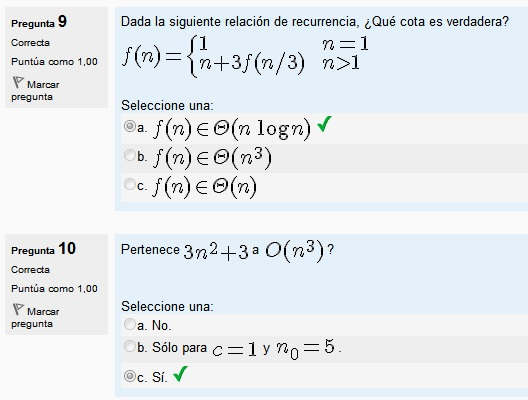 Pregunta 9
Correcta
Puntúa como 1,00
Marcar
pregunta
Dada la siguiente relación de recurrencia, ¿Qué cota es verdadera?
f(n) = { 1 n = 1
n + 3f(n/3) n > 1
Seleccione una:
a. f(n) ∈ Θ(n log n) ✔
b. f(n) ∈ Θ(n³)
c. f(n) ∈ Θ(n)
Pregunta 10
Correcta
Puntúa como 1,00
Marcar
pregunta
Pertenece 3n² + 3 a O(n³) ?
Seleccione una:
a. No.
b. Sólo para c = 1 y n₀ = 5 .
c. Sí. ✔